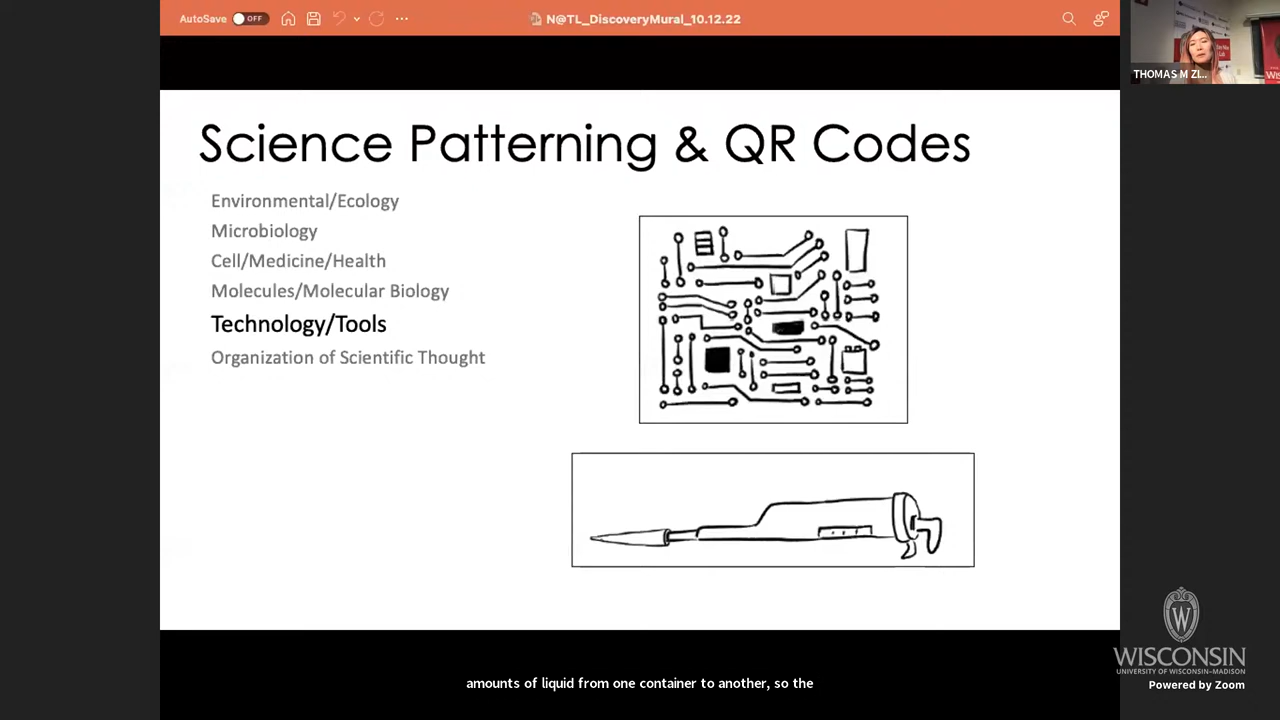 AutoSave OFF
N@TL_DiscoveryMural_10.12.22
THOMAS M ZI...
Wis
Science Patterning & QR Codes
Environmental/Ecology
Microbiology
Cell/Medicine/Health
Molecules/Molecular Biology
Technology/Tools
Organization of Scientific Thought
W
WISCONSIN
UNIVERSITY OF WISCONSIN–MADISON
Powered by Zoom
amounts of liquid from one container to another, so the